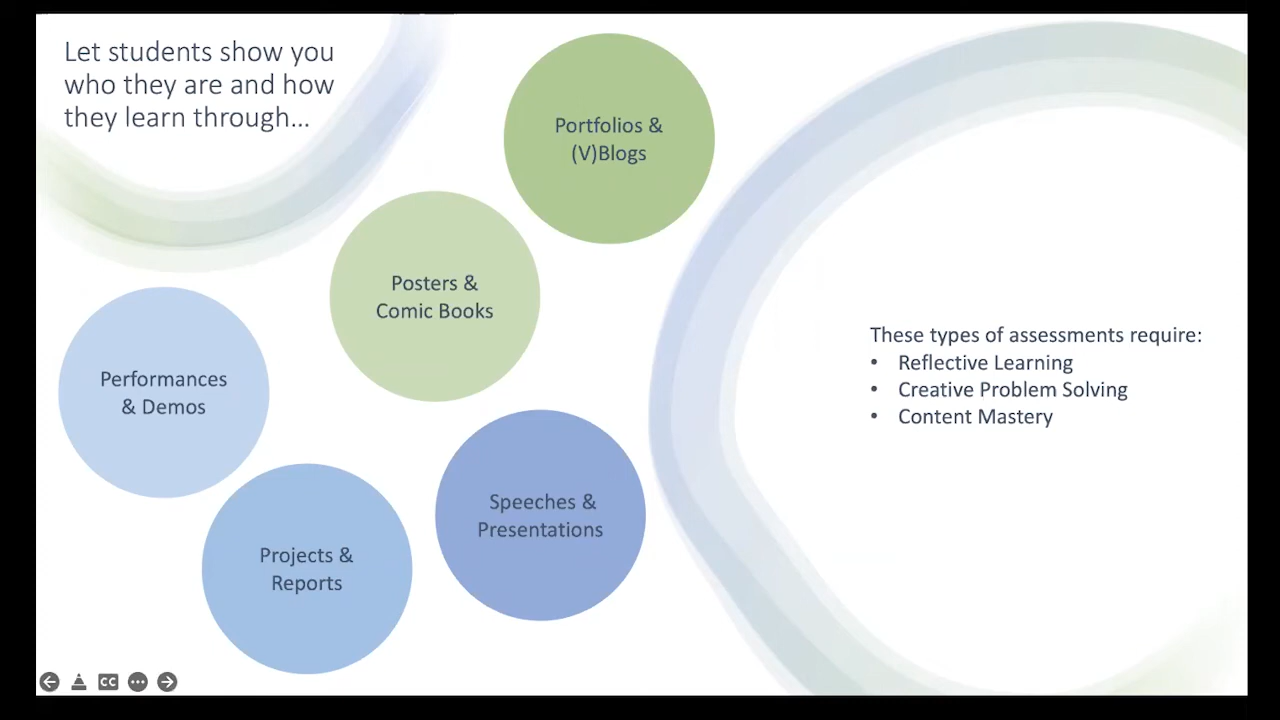 Let students show you
who they are and how
they learn through…
Portfolios &
(V)Blogs
Posters &
Comic Books
Performances
& Demos
Speeches &
Presentations
Projects &
Reports
These types of assessments require:
• Reflective Learning
• Creative Problem Solving
• Content Mastery
CC